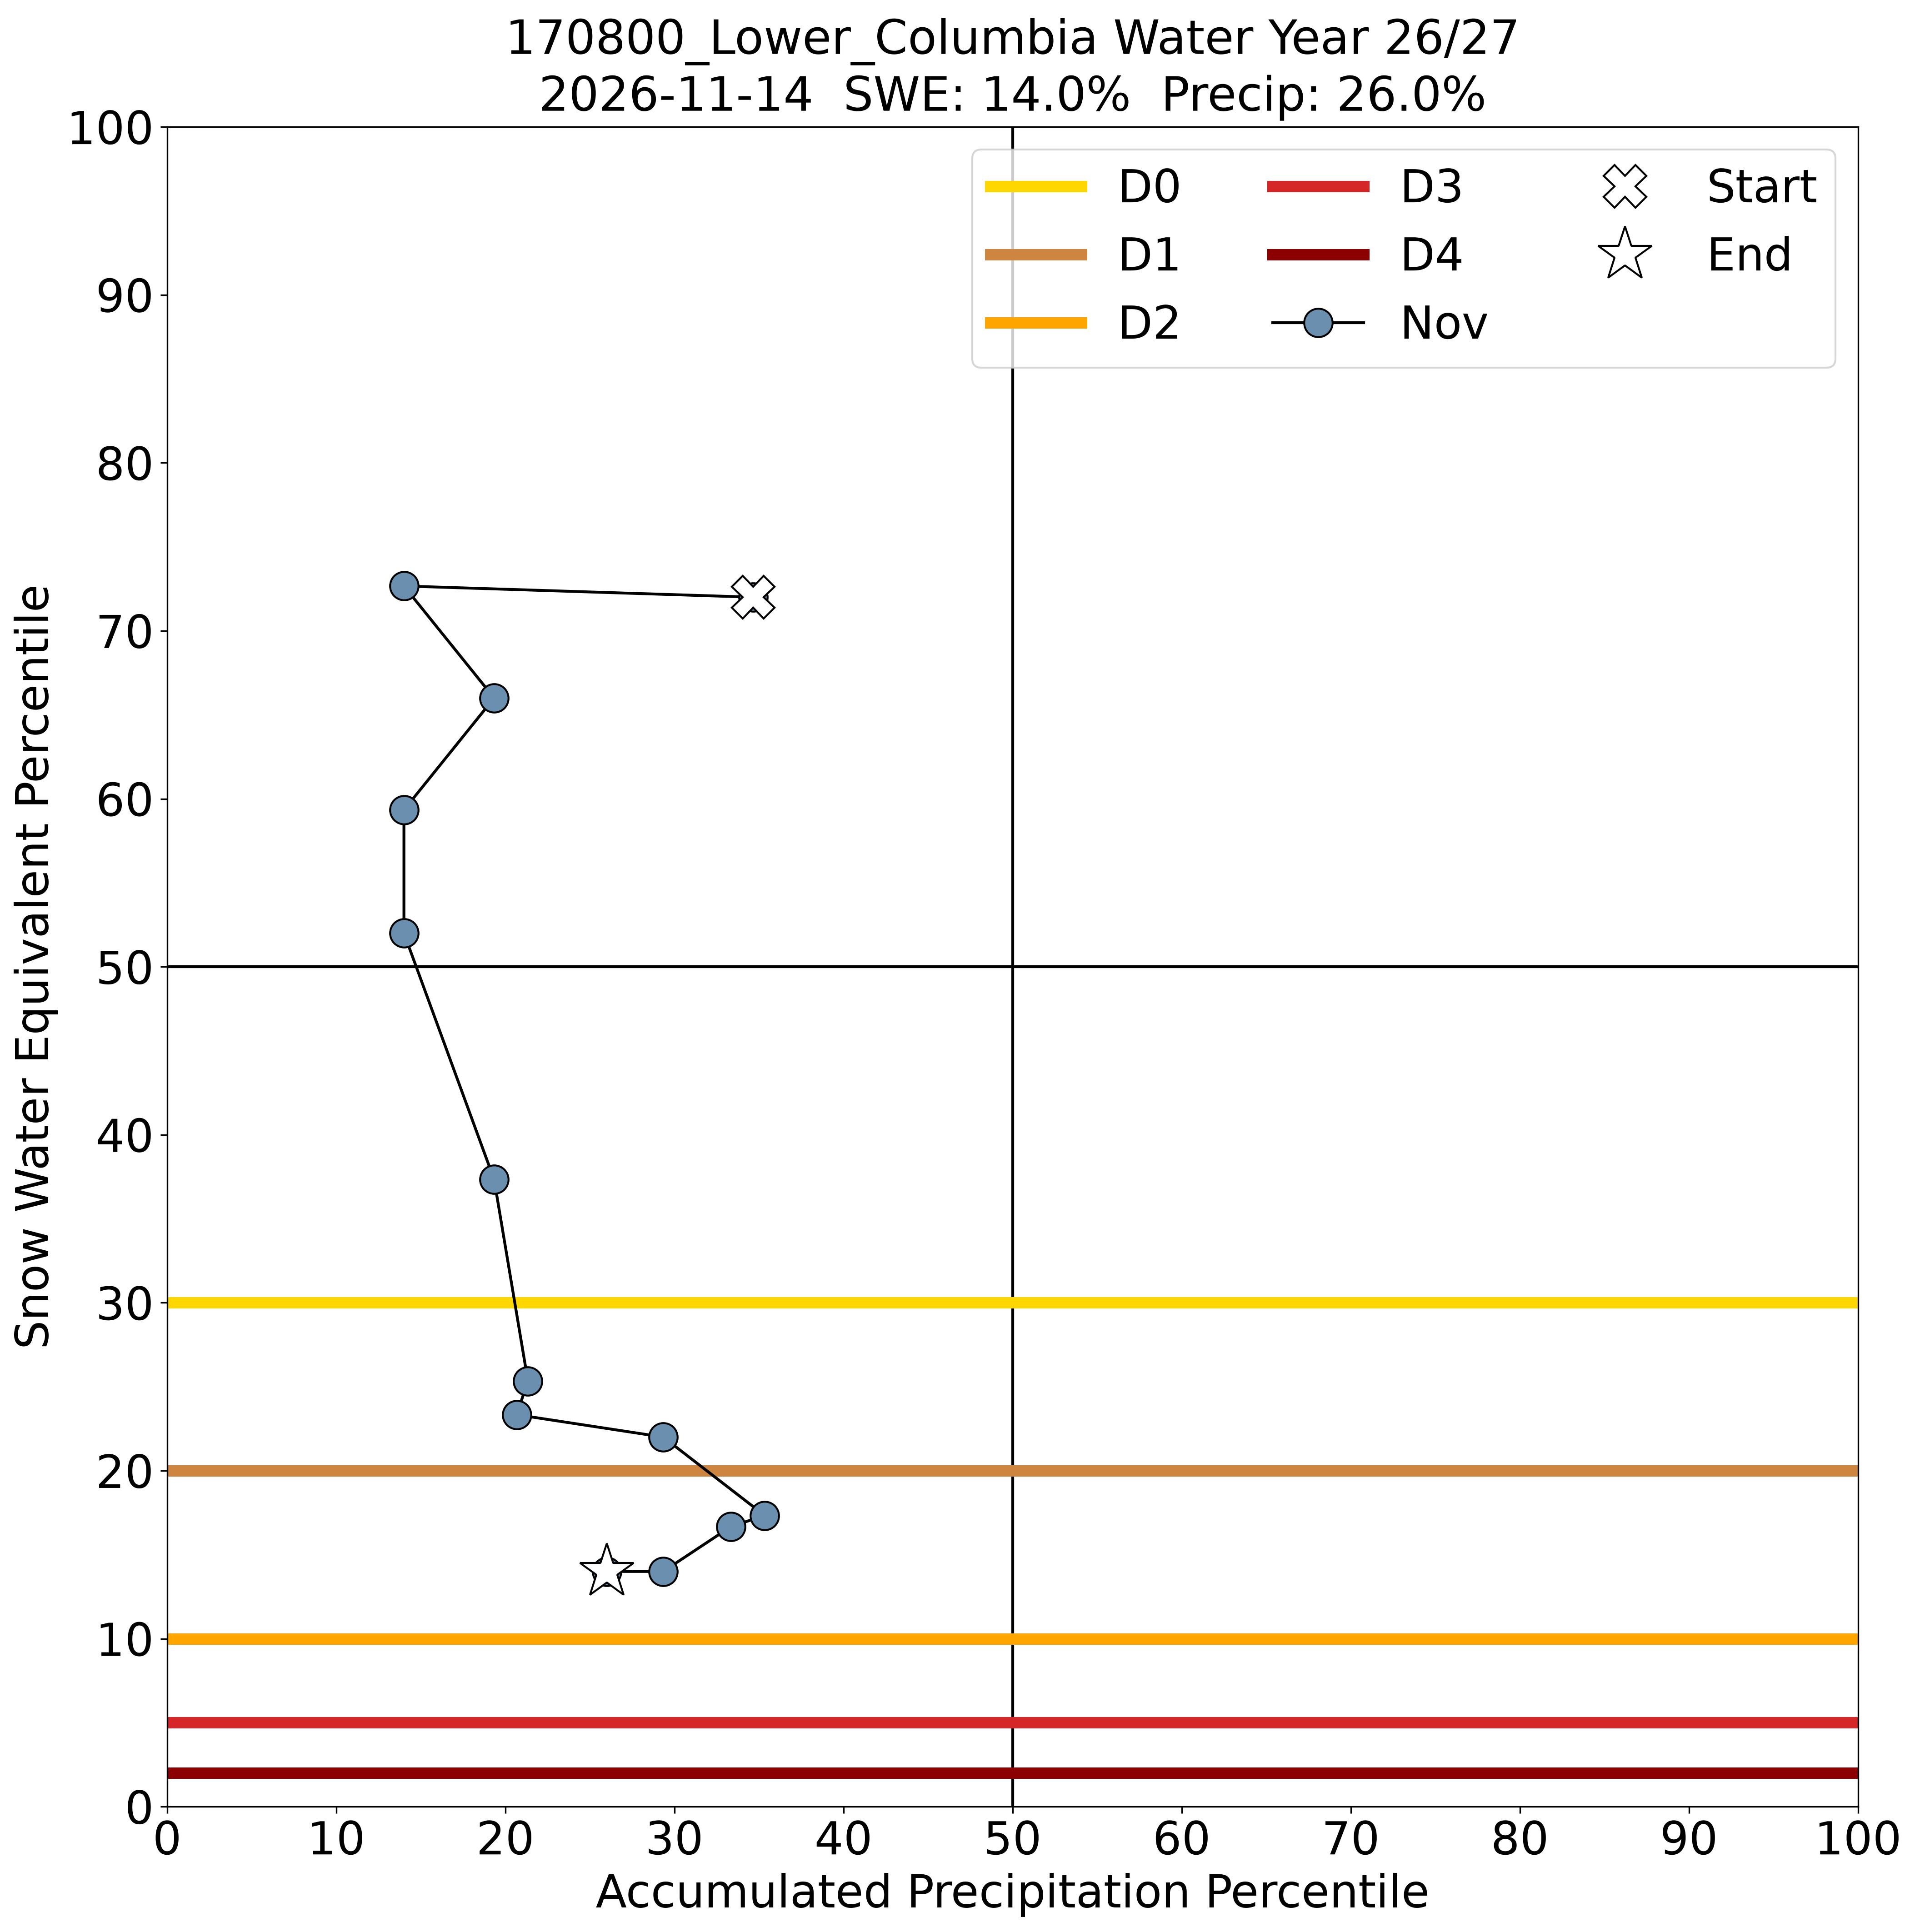 170800_Lower_Columbia Water Year 26/27
2026-11-14  SWE: 14.0%  Precip: 26.0%
D0
D1
D2
D3
D4
Nov
Start
End
Snow Water Equivalent Percentile
100
90
80
70
60
50
40
30
20
10
0
0 10 20 30 40 50 60 70 80 90 100
Accumulated Precipitation Percentile